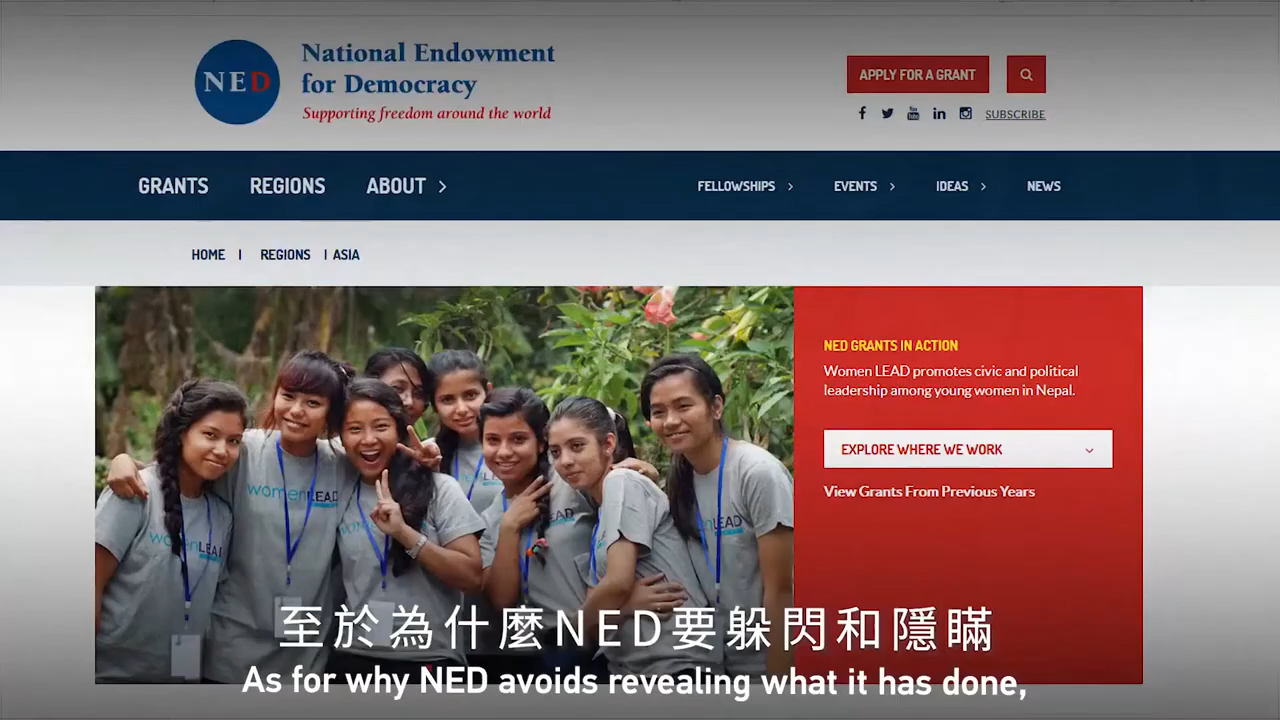 NED
National Endowment
for Democracy
Supporting freedom around the world
APPLY FOR A GRANT
SUBSCRIBE
GRANTS
REGIONS
ABOUT
FELLOWSHIPS
EVENTS
IDEAS
NEWS
HOME | REGIONS | ASIA
NED GRANTS IN ACTION
Women LEAD promotes civic and political
leadership among young women in Nepal.
EXPLORE WHERE WE WORK
View Grants From Previous Years
womenLEAD
至於為什麼NED要躲閃和隱瞞
As for why NED avoids revealing what it has done,